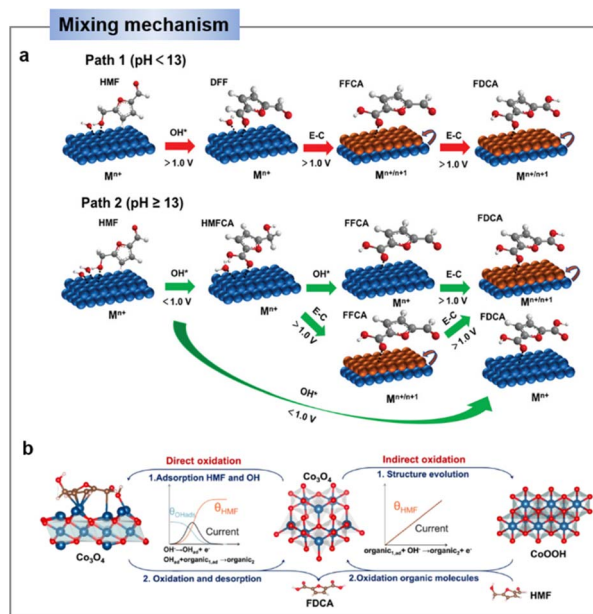 Mixing mechanism
a
Path 1 (pH < 13)
HMF DFF FFCA FDCA
OH* E-C E-C
> 1.0 V > 1.0 V > 1.0 V
Mⁿ⁺ Mⁿ⁺ Mⁿ⁺/ⁿ⁺¹ Mⁿ⁺/ⁿ⁺¹
Path 2 (pH ≥ 13)
HMF HMFCA FFCA FDCA
OH* OH* E-C
< 1.0 V > 1.0 V
Mⁿ⁺ Mⁿ⁺ Mⁿ⁺ Mⁿ⁺/ⁿ⁺¹
E-C FFCA E-C FDCA
> 1.0 V > 1.0 V
Mⁿ⁺/ⁿ⁺¹ Mⁿ⁺
OH*
< 1.0 V
b
Direct oxidation Co₃O₄ Indirect oxidation
1.Adsorption HMF and OH 1. Structure evolution
θHMF
θOHads
Current
OH⁻→OHad+ e⁻
OHad+organic1,ad →organic2
θHMF
Current
organic1,ad+ OH⁻→organic2+ e⁻
Co₃O₄ CoOOH
2. Oxidation and desorption 2.Oxidation organic molecules
FDCA HMF